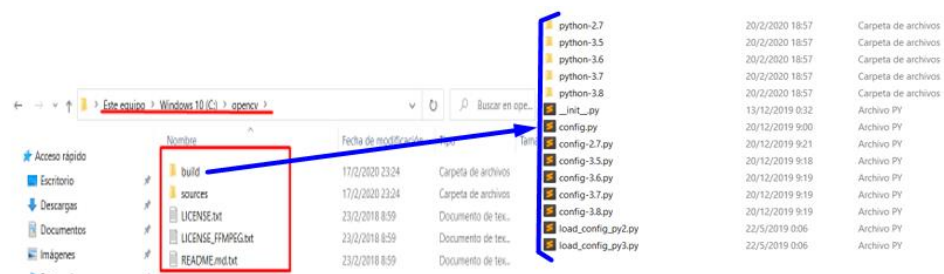 Este equipo > Windows 10 (C:) > opencv >
Buscar en ope...
Nombre Fecha de modificación Tipo
Acceso rápido
Escritorio
Descargas
Documentos
Imágenes
build 17/2/2020 23:24 Carpeta de archivos
sources 17/2/2020 23:24 Carpeta de archivos
LICENSE.txt 23/2/2018 8:59 Documento de tex...
LICENSE_FFMPEG.txt 23/2/2018 8:59 Documento de tex...
README.md.txt 23/2/2018 8:59 Documento de tex...
python-2.7 20/2/2020 18:57 Carpeta de archivos
python-3.5 20/2/2020 18:57 Carpeta de archivos
python-3.6 20/2/2020 18:57 Carpeta de archivos
python-3.7 20/2/2020 18:57 Carpeta de archivos
python-3.8 20/2/2020 18:57 Carpeta de archivos
__init__.py 13/12/2019 0:32 Archivo PY
config.py 20/12/2019 9:00 Archivo PY
config-2.7.py 20/12/2019 9:21 Archivo PY
config-3.5.py 20/12/2019 9:18 Archivo PY
config-3.6.py 20/12/2019 9:19 Archivo PY
config-3.7.py 20/12/2019 9:19 Archivo PY
config-3.8.py 20/12/2019 9:19 Archivo PY
load_config_py2.py 22/5/2019 0:06 Archivo PY
load_config_py3.py 22/5/2019 0:06 Archivo PY